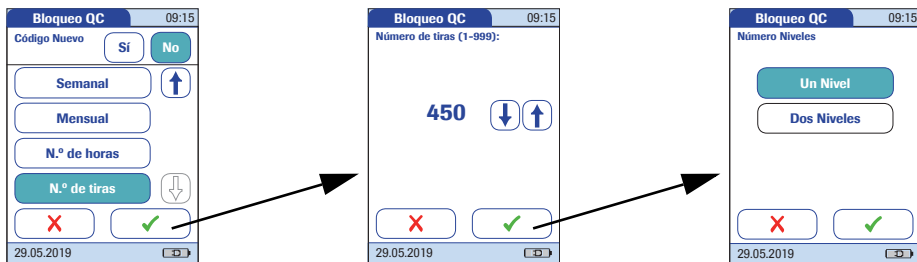 Bloqueo QC 09:15
Código Nuevo Sí No
Semanal
Mensual
N.º de horas
N.º de tiras
29.05.2019
Bloqueo QC 09:15
Número de tiras (1-999):
450
29.05.2019
Bloqueo QC 09:15
Número Niveles
Un Nivel
Dos Niveles
29.05.2019